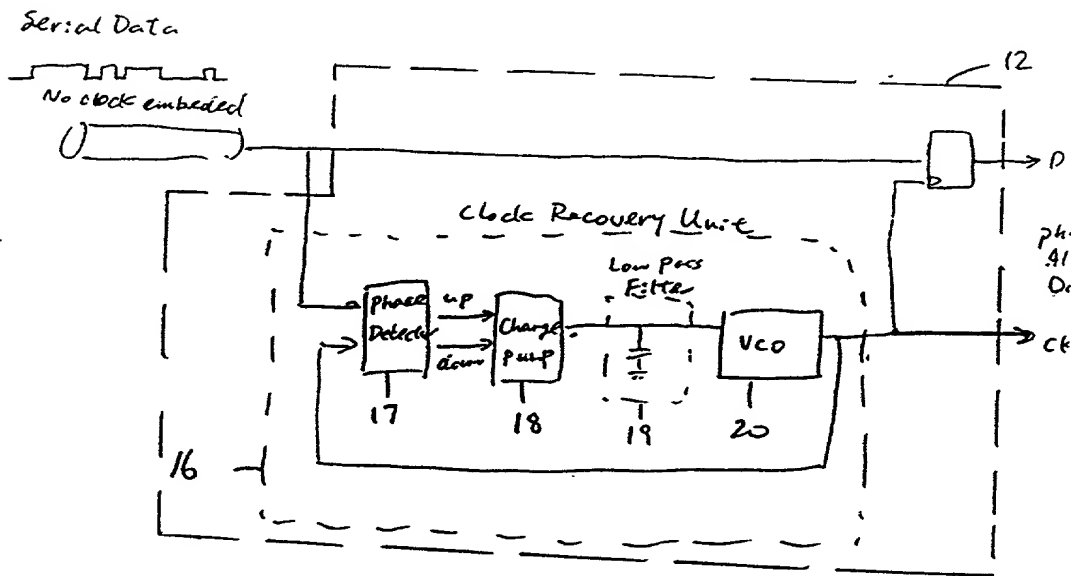 Serial Data
No clock embeded
12
D
Clock Recovery Unit
Low Pass
Filter
Phase
Detector
up
down
Charge
Pump
VCO
Ck
17
18
19
20
16